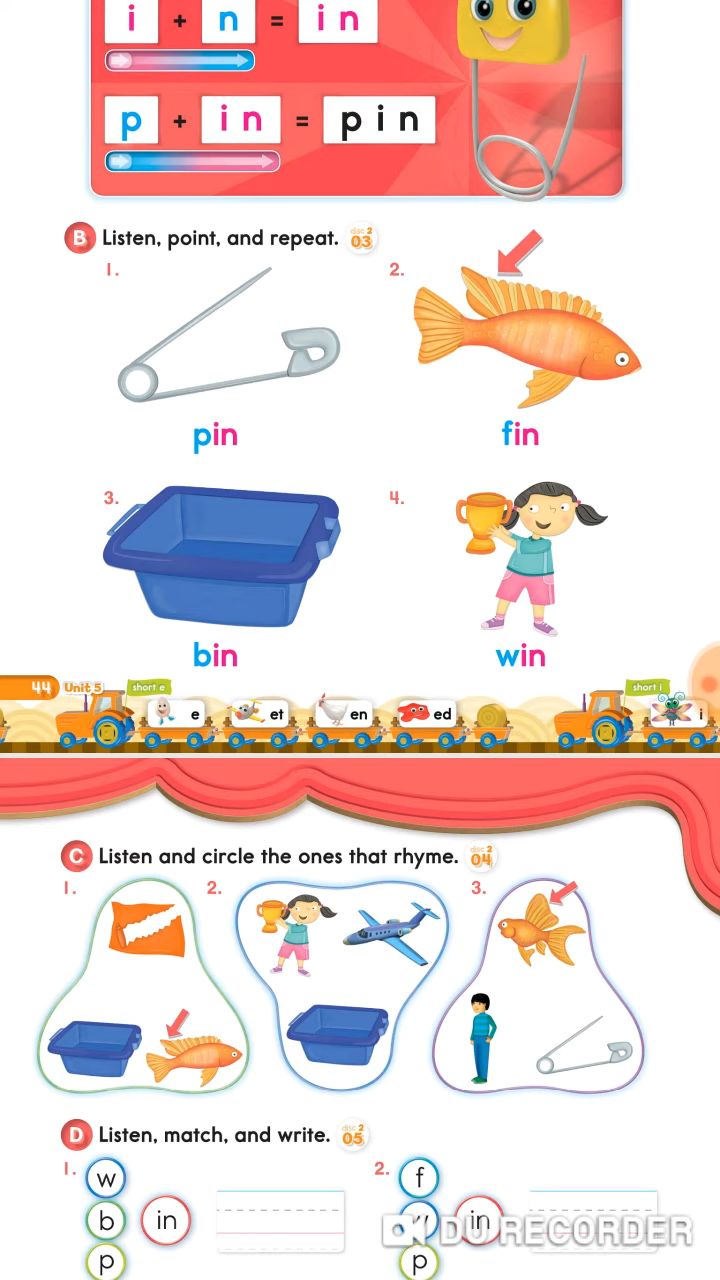 i + n = in
p + in = pin
B Listen, point, and repeat. disc 2 03
1. 2.
pin fin
3. 4.
bin win
44 Unit 5 short e e et en ed short i i
C Listen and circle the ones that rhyme. disc 2 04
1. 2. 3.
D Listen, match, and write. disc 2 05
1. 2.
w f
b in in
DU RECORDER
p p